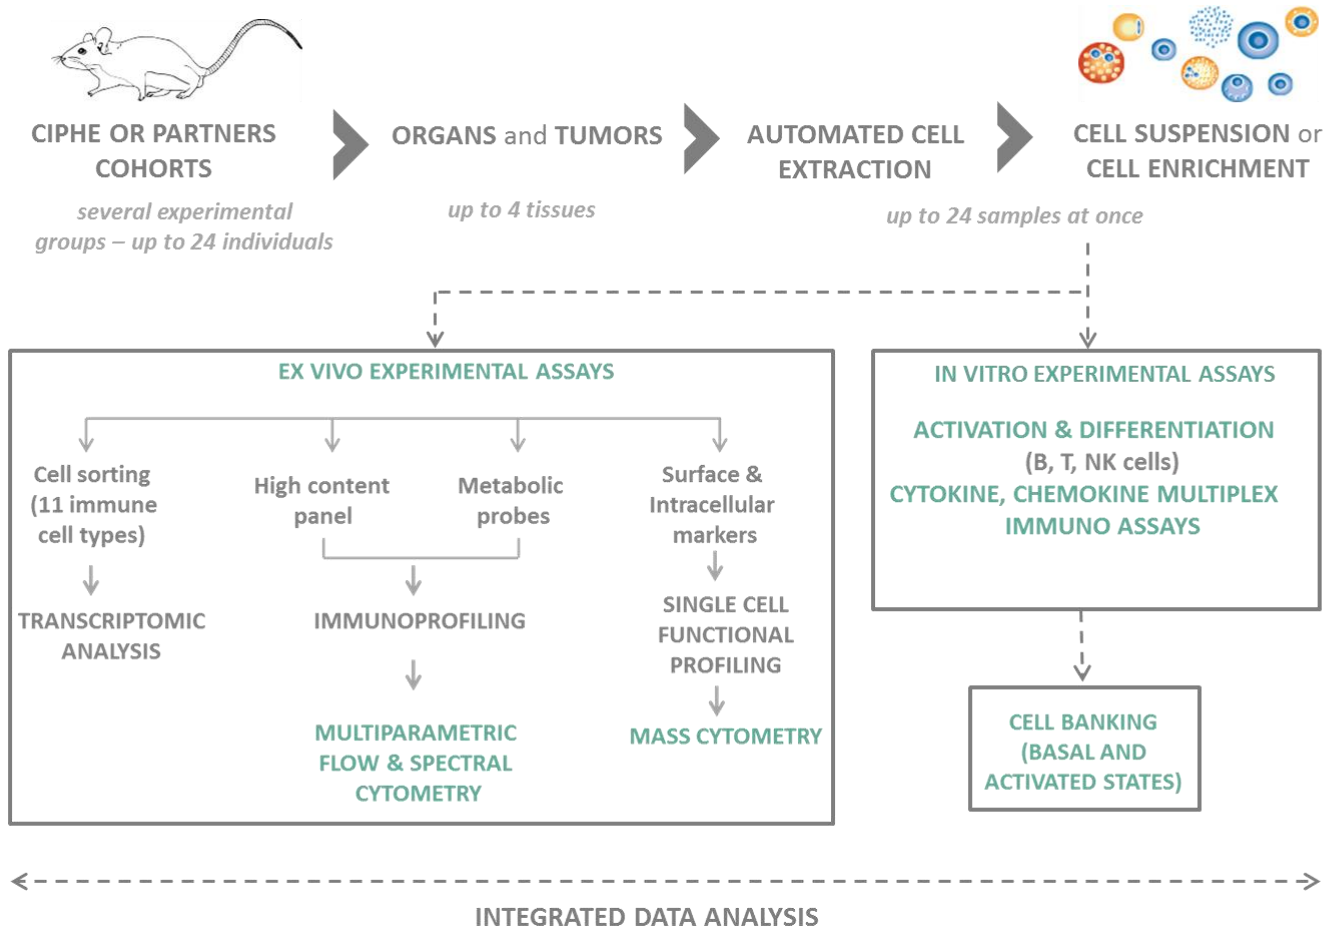 CIPHE OR PARTNERS
COHORTS
several experimental
groups – up to 24 individuals
ORGANS and TUMORS
up to 4 tissues
AUTOMATED CELL
EXTRACTION
CELL SUSPENSION or
CELL ENRICHMENT
up to 24 samples at once
EX VIVO EXPERIMENTAL ASSAYS
Cell sorting
(11 immune
cell types)
TRANSCRIPTOMIC
ANALYSIS
High content
panel
Metabolic
probes
IMMUNOPROFILING
MULTIPARAMETRIC
FLOW & SPECTRAL
CYTOMETRY
Surface &
Intracellular
markers
SINGLE CELL
FUNCTIONAL
PROFILING
MASS CYTOMETRY
IN VITRO EXPERIMENTAL ASSAYS
ACTIVATION & DIFFERENTIATION
(B, T, NK cells)
CYTOKINE, CHEMOKINE MULTIPLEX
IMMUNO ASSAYS
CELL BANKING
(BASAL AND
ACTIVATED STATES)
INTEGRATED DATA ANALYSIS